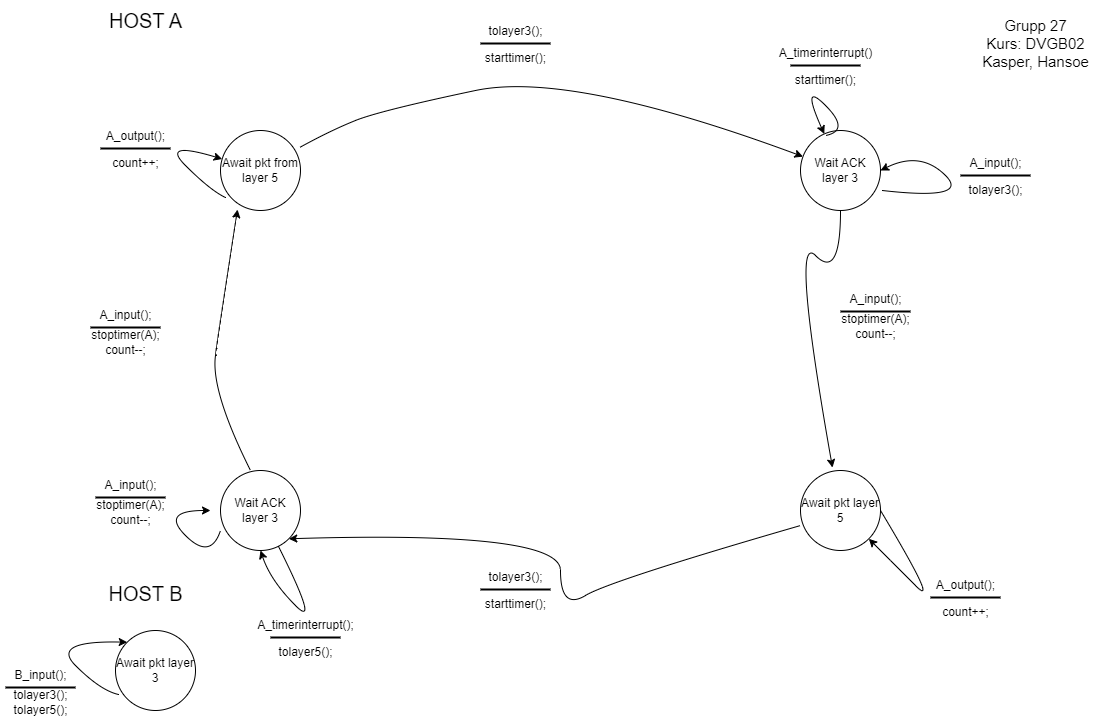 HOST A
Grupp 27
Kurs: DVGB02
Kasper, Hansoe
tolayer3();
starttimer();
A_timerinterrupt()
starttimer();
A_output();
count++;
Await pkt from
layer 5
Wait ACK
layer 3
A_input();
tolayer3();
A_input();
stoptimer(A);
count--;
A_input();
stoptimer(A);
count--;
A_input();
stoptimer(A);
count--;
Wait ACK
layer 3
Await pkt layer
5
tolayer3();
starttimer();
A_output();
count++;
HOST B
A_timerinterrupt();
tolayer5();
Await pkt layer
3
B_input();
tolayer3();
tolayer5();